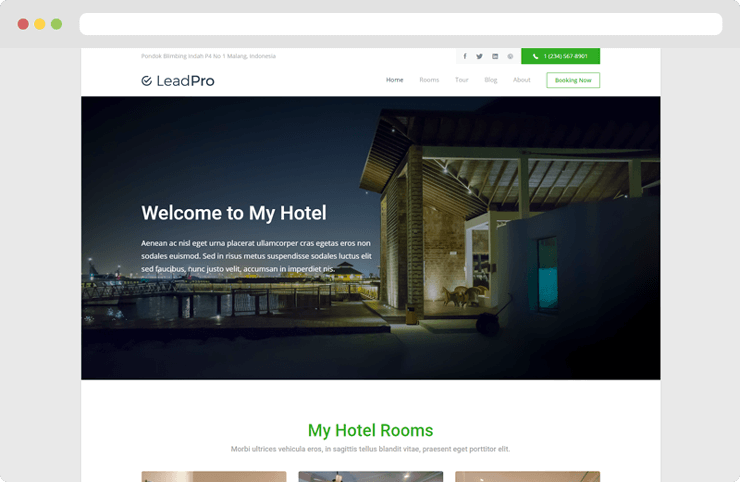 Pondok Blimbing Indah P4 No 1 Malang, Indonesia
1 (234) 567-8901
LeadPro
Home Rooms Tour Blog About Booking Now
Welcome to My Hotel
Aenean ac nisl eget urna placerat ullamcorper cras egetas eros non
sodales euismod. Sed in risus metus suspendisse sodales luctus elit
sed faucibus, nunc justo velit, accumsan in imperdiet nis.
My Hotel Rooms
Morbi ultrices vehicula eros, in sagittis tellus blandit vitae, praesent eget porttitor elit.